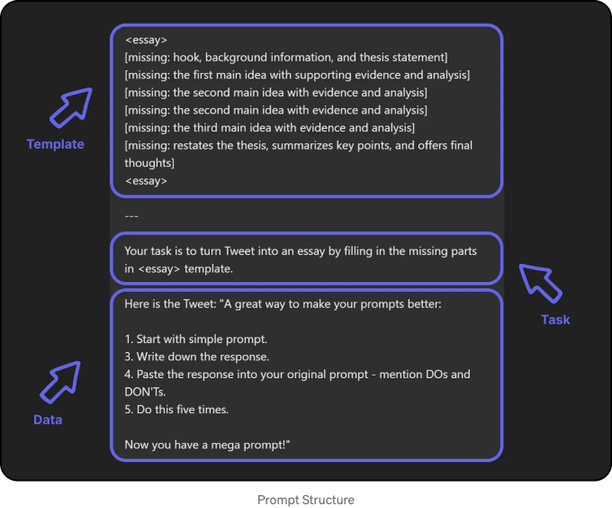 <essay>
[missing: hook, background information, and thesis statement]
[missing: the first main idea with supporting evidence and analysis]
[missing: the second main idea with evidence and analysis]
[missing: the second main idea with evidence and analysis]
[missing: the third main idea with evidence and analysis]
[missing: restates the thesis, summarizes key points, and offers final
thoughts]
<essay>
Template
---
Your task is to turn Tweet into an essay by filling in the missing parts
in <essay> template.
Task
Here is the Tweet: "A great way to make your prompts better:
1. Start with simple prompt.
3. Write down the response.
4. Paste the response into your original prompt - mention DOs and
DON'Ts.
5. Do this five times.
Now you have a mega prompt!"
Data
Prompt Structure